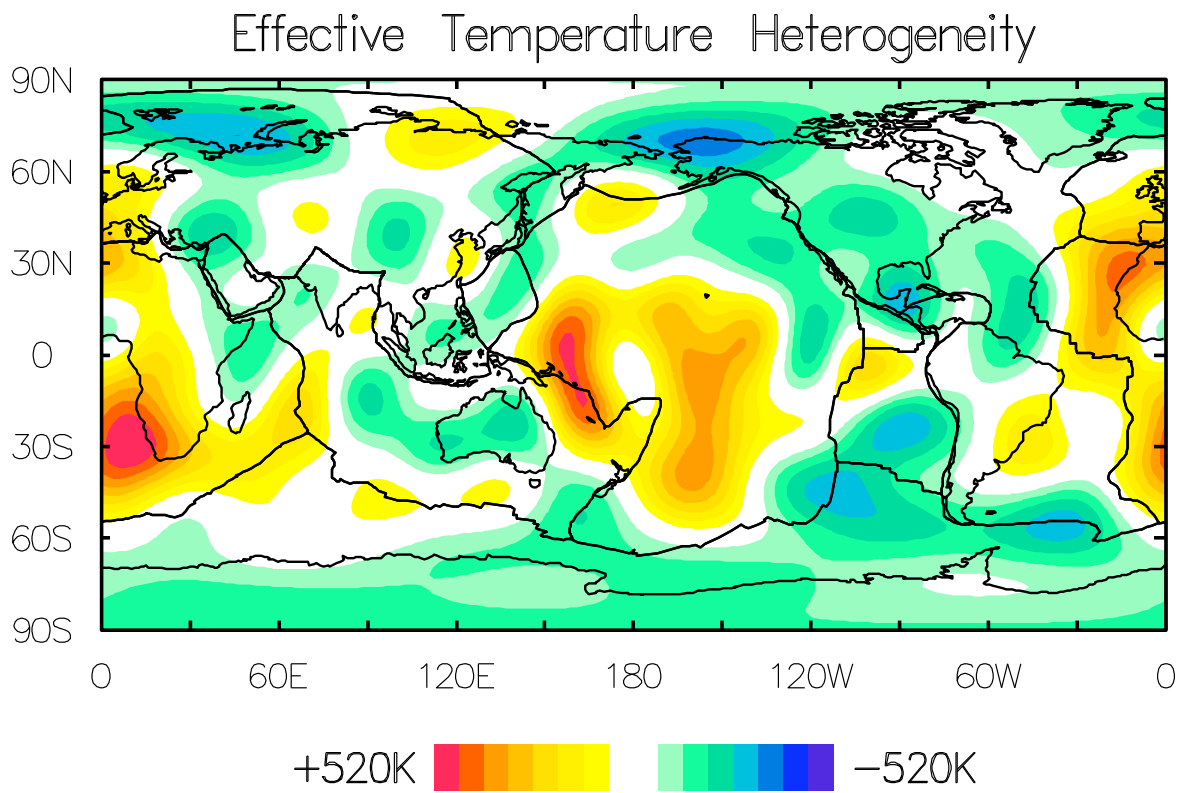 Effective Temperature Heterogeneity
90N
60N
30N
0
30S
60S
90S
0 60E 120E 180 120W 60W 0
+520K -520K